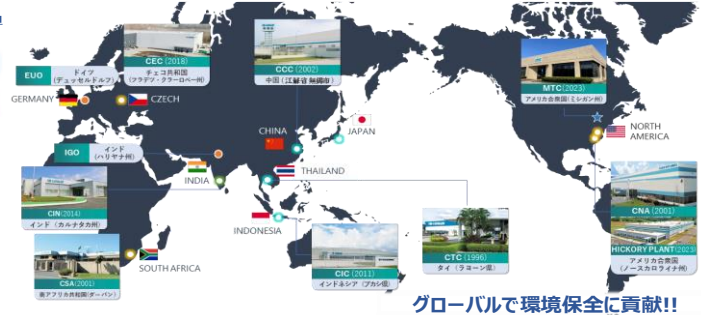 CEC (2018)
チェコ共和国
(フラデツ・クラーロベー州)
CCC (2002)
中国 (江蘇省無錫市)
MTC(2023)
アメリカ合衆国(ミシガン州)
EUO
ドイツ
(デュッセルドルフ)
GERMANY
CZECH
CHINA
JAPAN
NORTH
AMERICA
IGO
インド
(ハリヤナ州)
INDIA
THAILAND
CIN(2014)
インド (カルナタカ州)
INDONESIA
CNA (2001)
HICKORY PLANT(2023)
アメリカ合衆国
(ノースカロライナ州)
CSA(2001)
南アフリカ共和国(ダーバン)
SOUTH AFRICA
CIC (2011)
インドネシア (ブカシ県)
CTC (1996)
タイ (ラヨーン県)
グローバルで環境保全に貢献!!